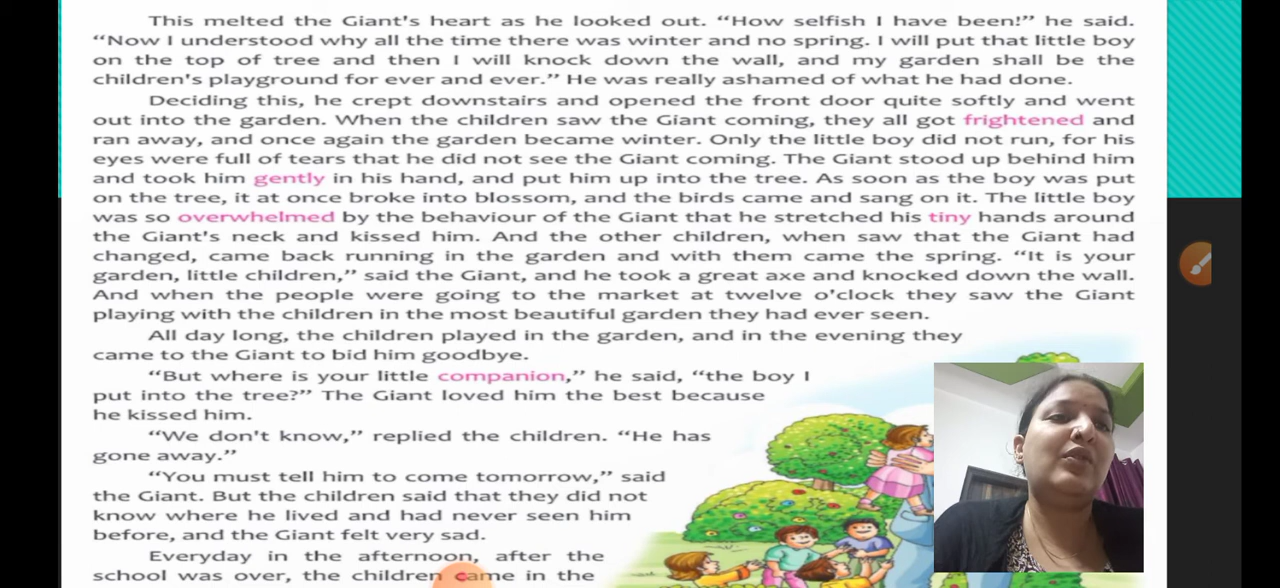 This melted the Giant's heart as he looked out. “How selfish I have been!” he said.
“Now I understood why all the time there was winter and no spring. I will put that little boy
on the top of tree and then I will knock down the wall, and my garden shall be the
children's playground for ever and ever.” He was really ashamed of what he had done.
Deciding this, he crept downstairs and opened the front door quite softly and went
out into the garden. When the children saw the Giant coming, they all got frightened and
ran away, and once again the garden became winter. Only the little boy did not run, for his
eyes were full of tears that he did not see the Giant coming. The Giant stood up behind him
and took him gently in his hand, and put him up into the tree. As soon as the boy was put
on the tree, it at once broke into blossom, and the birds came and sang on it. The little boy
was so overwhelmed by the behaviour of the Giant that he stretched his tiny hands around
the Giant's neck and kissed him. And the other children, when saw that the Giant had
changed, came back running in the garden and with them came the spring. “It is your
garden, little children,” said the Giant, and he took a great axe and knocked down the wall.
And when the people were going to the market at twelve o'clock they saw the Giant
playing with the children in the most beautiful garden they had ever seen.
All day long, the children played in the garden, and in the evening they
came to the Giant to bid him goodbye.
“But where is your little companion,” he said, “the boy I
put into the tree?” The Giant loved him the best because
he kissed him.
“We don't know,” replied the children. “He has
gone away.”
“You must tell him to come tomorrow,” said
the Giant. But the children said that they did not
know where he lived and had never seen him
before, and the Giant felt very sad.
Everyday in the afternoon, after the
school was over, the children came in the